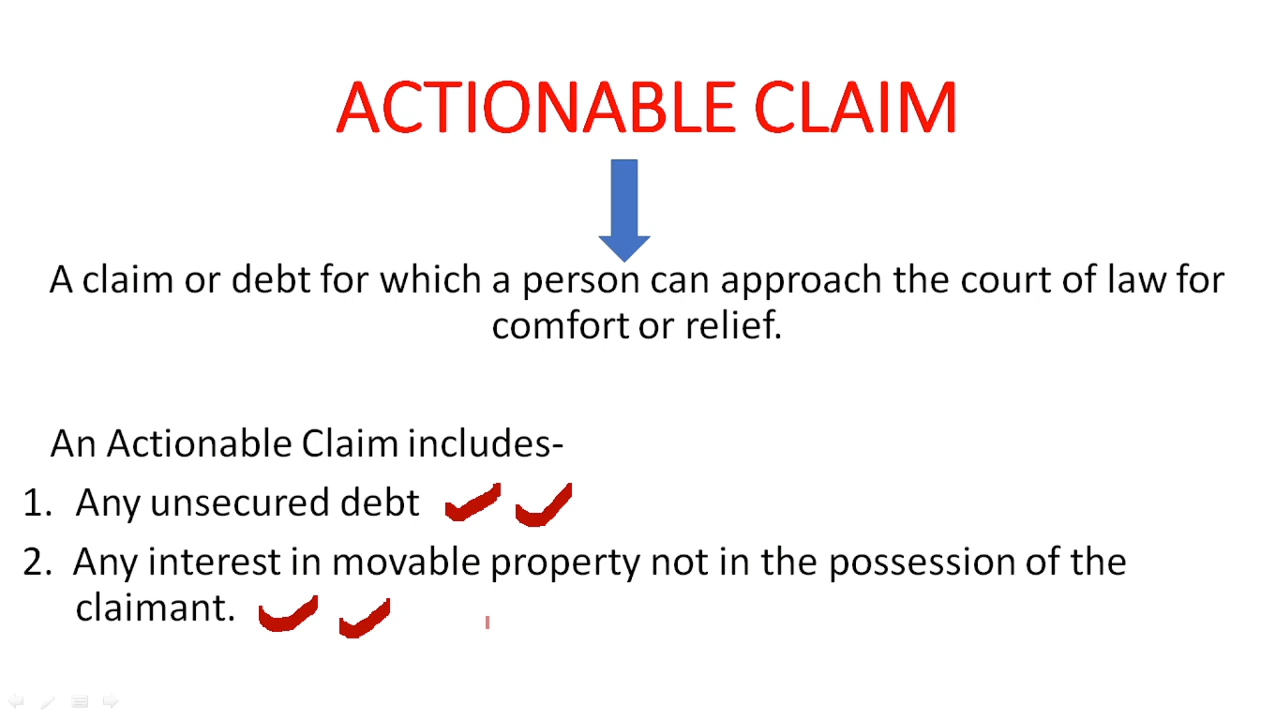 ACTIONABLE CLAIM
A claim or debt for which a person can approach the court of law for
comfort or relief.
An Actionable Claim includes-
1. Any unsecured debt
2. Any interest in movable property not in the possession of the
claimant.